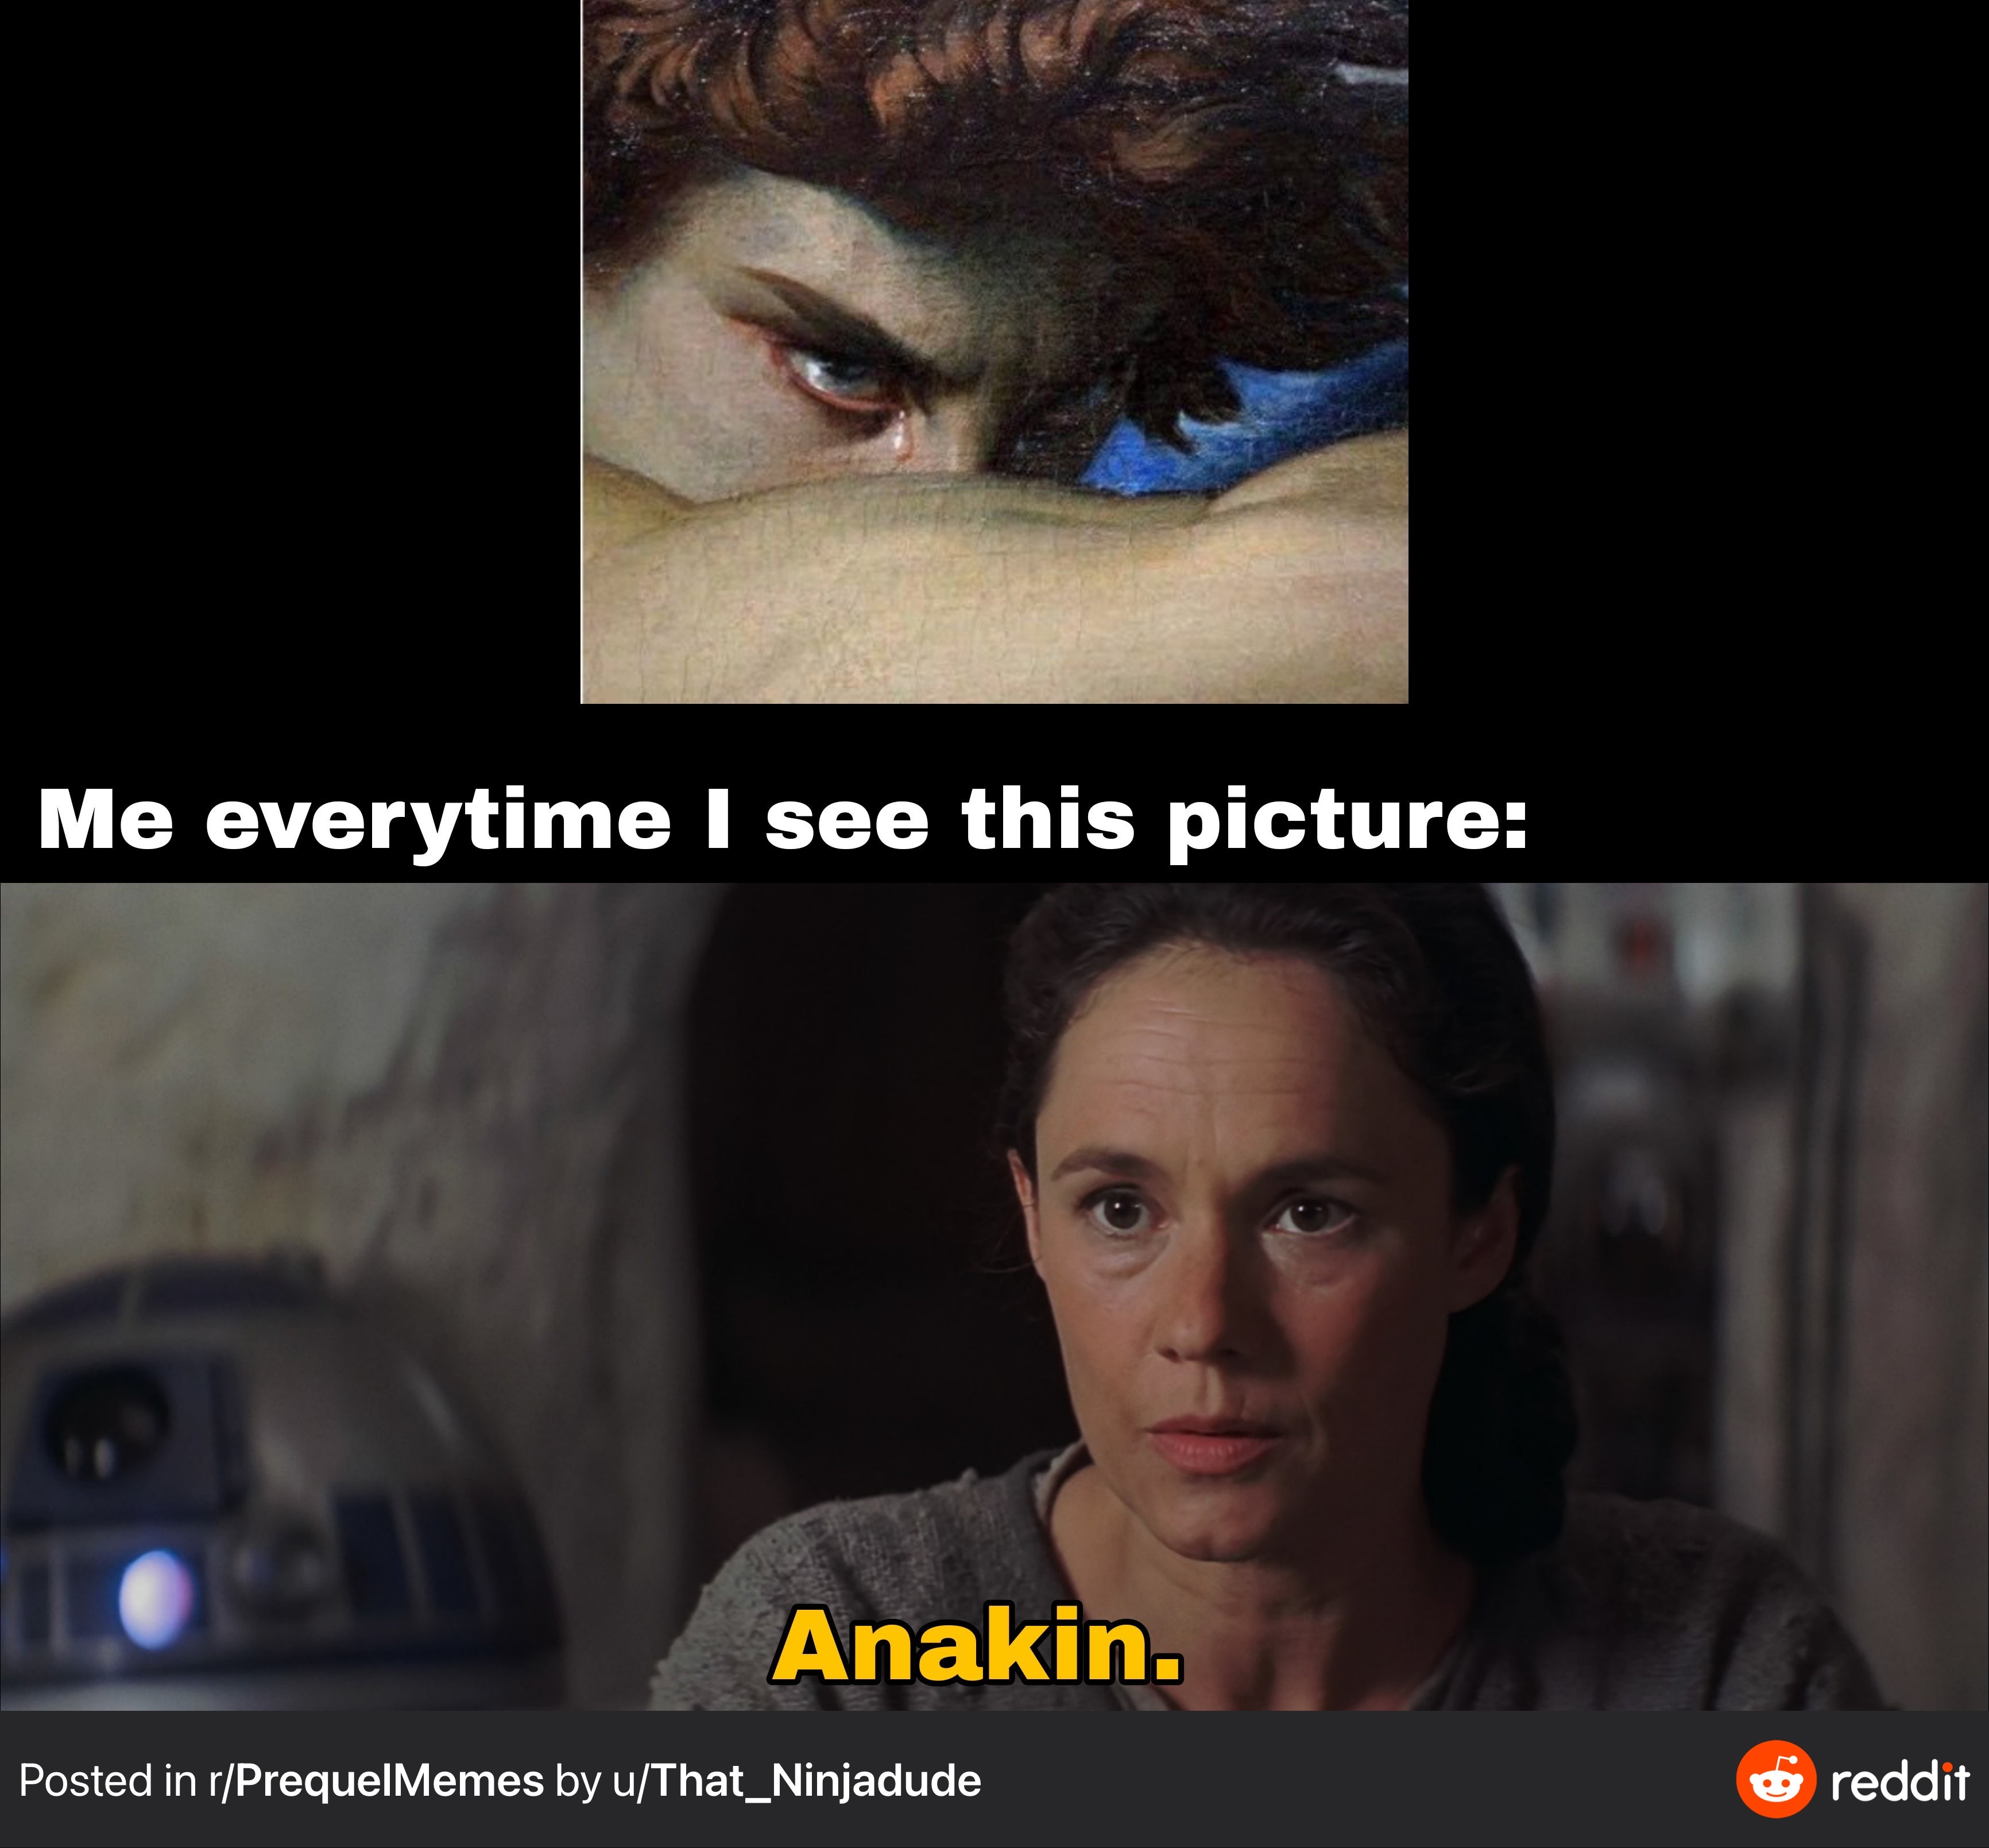 Me everytime I see this picture:
Anakin.
Posted in r/PrequelMemes by u/That_Ninjadude
reddit